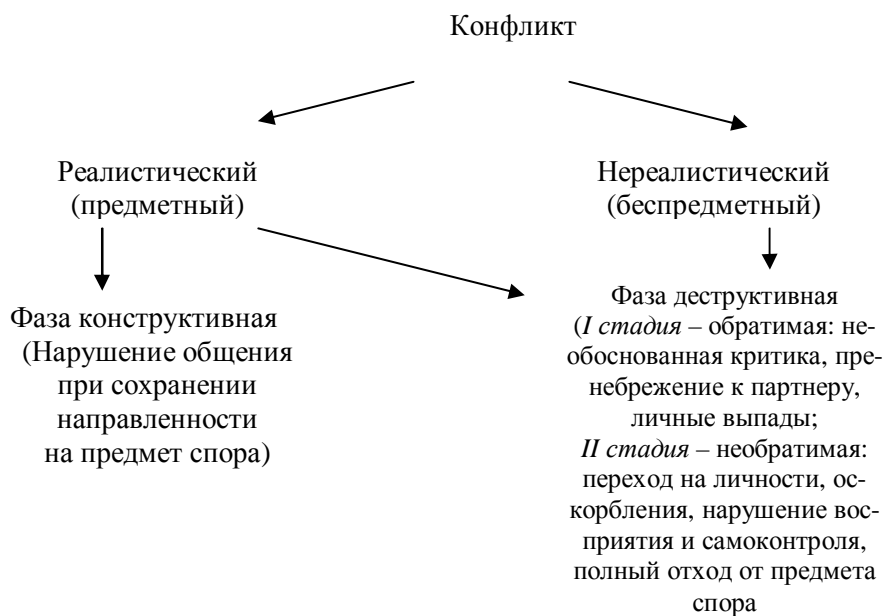 Конфликт
Реалистический
(предметный)
Нереалистический
(беспредметный)
Фаза конструктивная
(Нарушение общения
при сохранении
направленности
на предмет спора)
Фаза деструктивная
(I стадия – обратимая: не-
обоснованная критика, пре-
небрежение к партнеру,
личные выпады;
II стадия – необратимая:
переход на личности, ос-
корбления, нарушение вос-
приятия и самоконтроля,
полный отход от предмета
спора